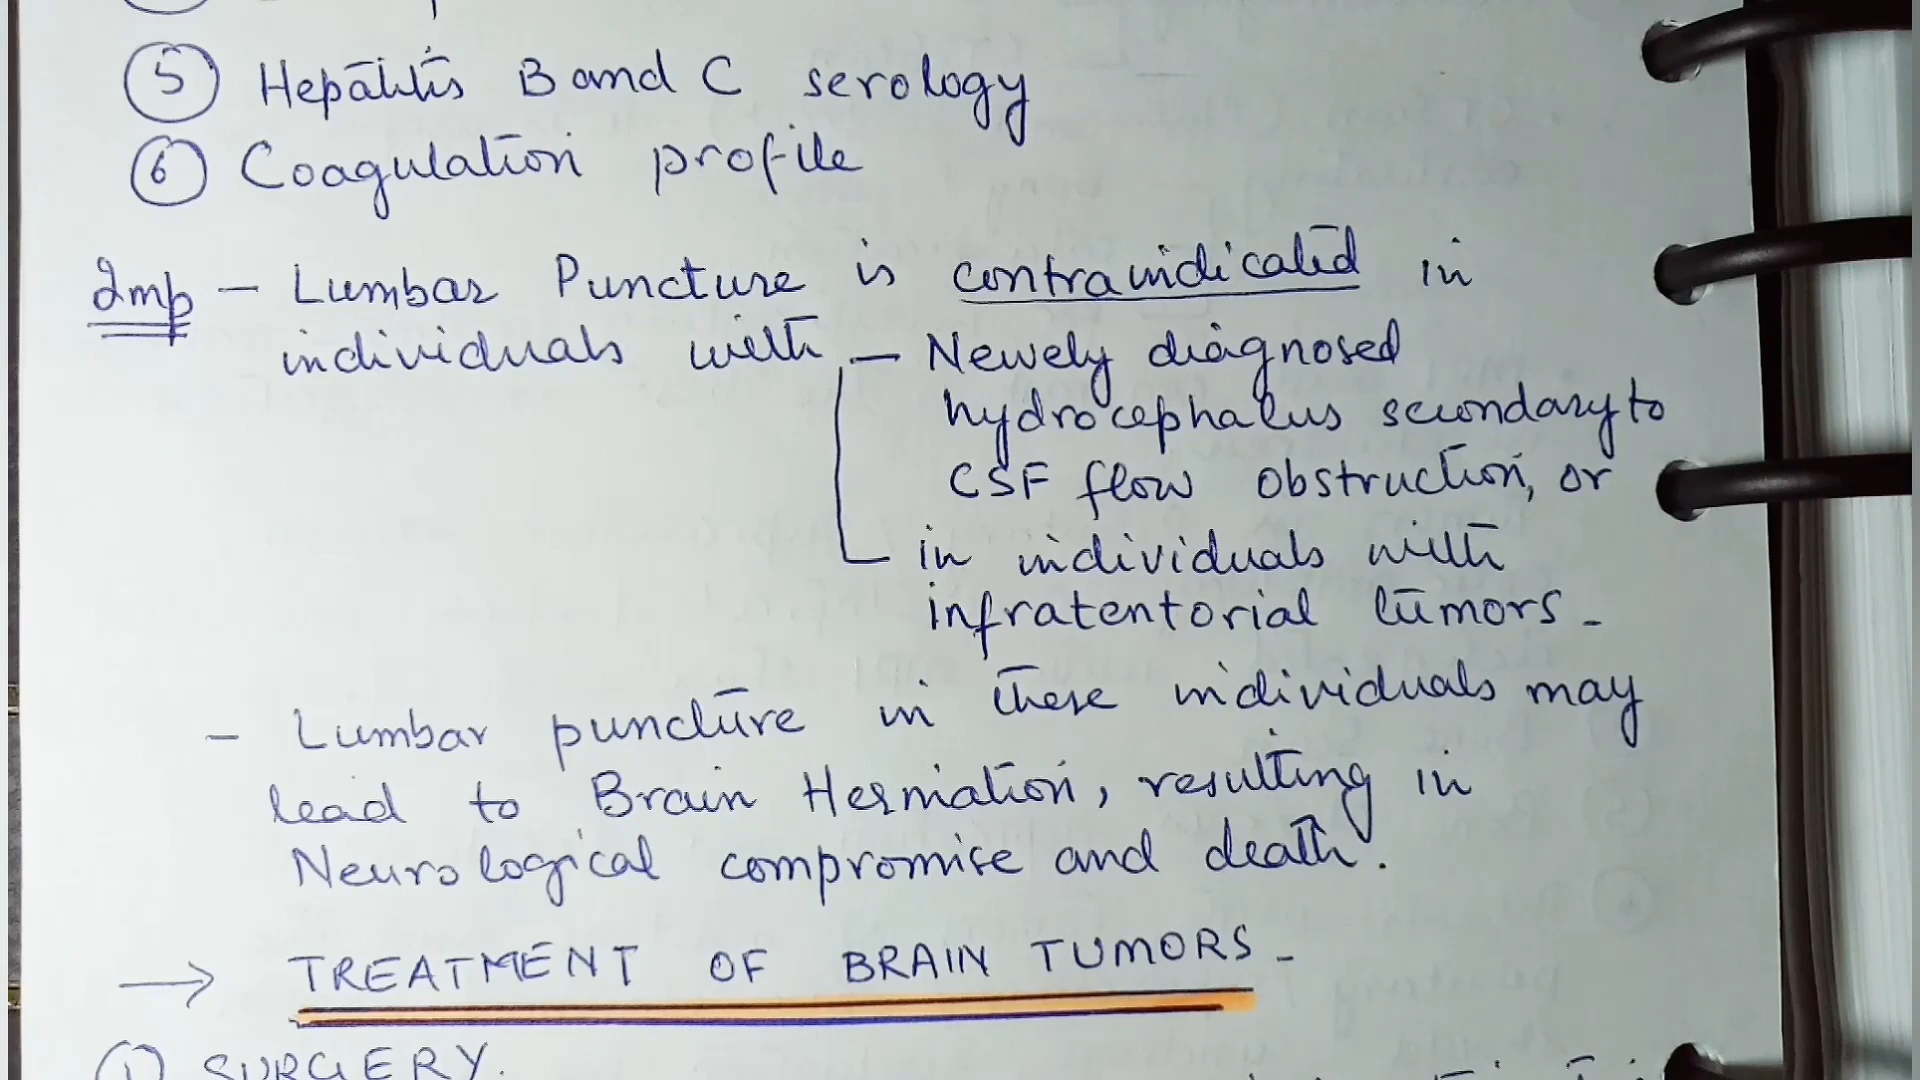 5 Hepatitis B and C serology
6 Coagulation profile
Imp - Lumbar Puncture is contraindicated in
individuals with - Newely diagnosed
hydrocephalus secondary to
CSF flow obstruction, or
in individuals with
infratentorial tumors -
- Lumbar puncture in these individuals may
lead to Brain Herniation, resulting in
Neurological compromise and death.
→ TREATMENT OF BRAIN TUMORS -
1 SURGERY.